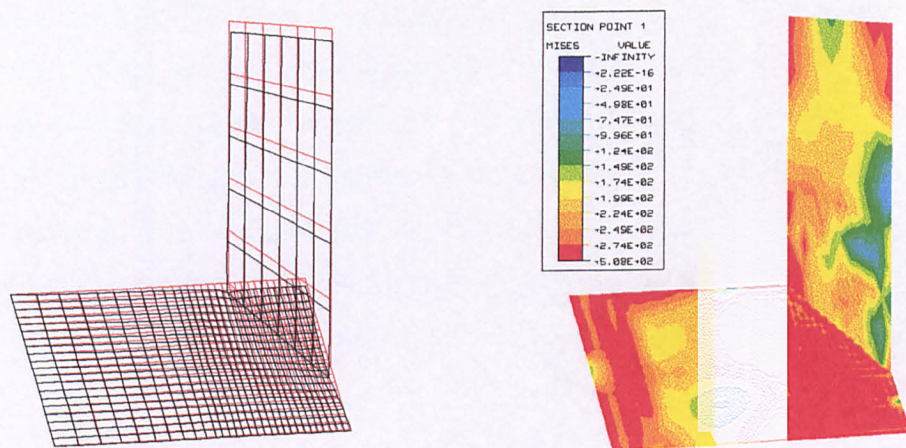 SECTION POINT 1
MISES VALUE
-INFINITY
+2.22E-16
+2.49E+01
+4.98E+01
+7.47E+01
+9.96E+01
+1.24E+02
+1.49E+02
+1.74E+02
+1.99E+02
+2.24E+02
+2.49E+02
+2.74E+02
+5.08E+02